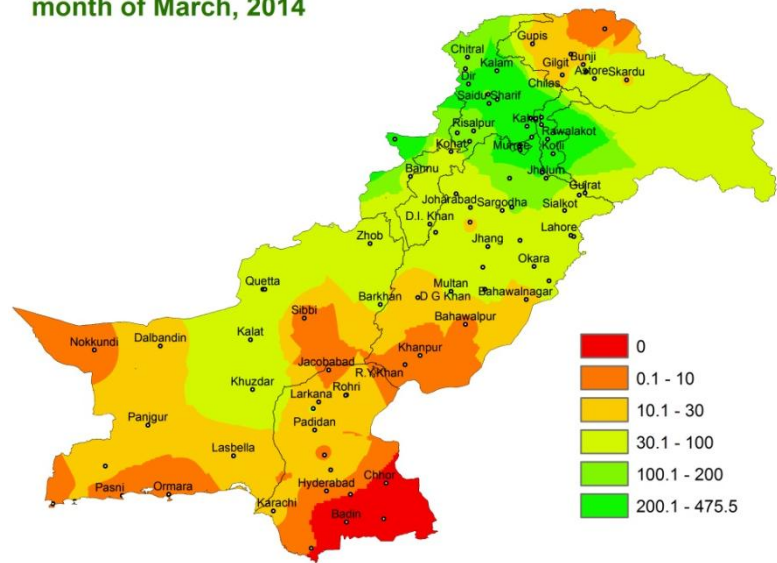 month of March, 2014
Gupis
Chitral
Bunji
Kalam
Gilgit
Astore
Skardu
Dir
Chilas
Saidu Sharif
Risalpur
Rawalakot
Kohat
Murree
Kotli
Bannu
Jhelum
Gujrat
Joharabad
Sargodha
Sialkot
D.I. Khan
Lahore
Zhob
Jhang
Okara
Quetta
Multan
Barkhan
D G Khan
Bahawalnagar
Sibbi
Bahawalpur
Nokkundi
Dalbandin
Kalat
Khanpur
0
Jacobabad
R.Y.Khan
0.1 - 10
Khuzdar
Larkana
Rohri
10.1 - 30
Panjgur
Padidan
30.1 - 100
Lasbella
100.1 - 200
Pasni
Ormara
Hyderabad
Chhor
200.1 - 475.5
Karachi
Badin